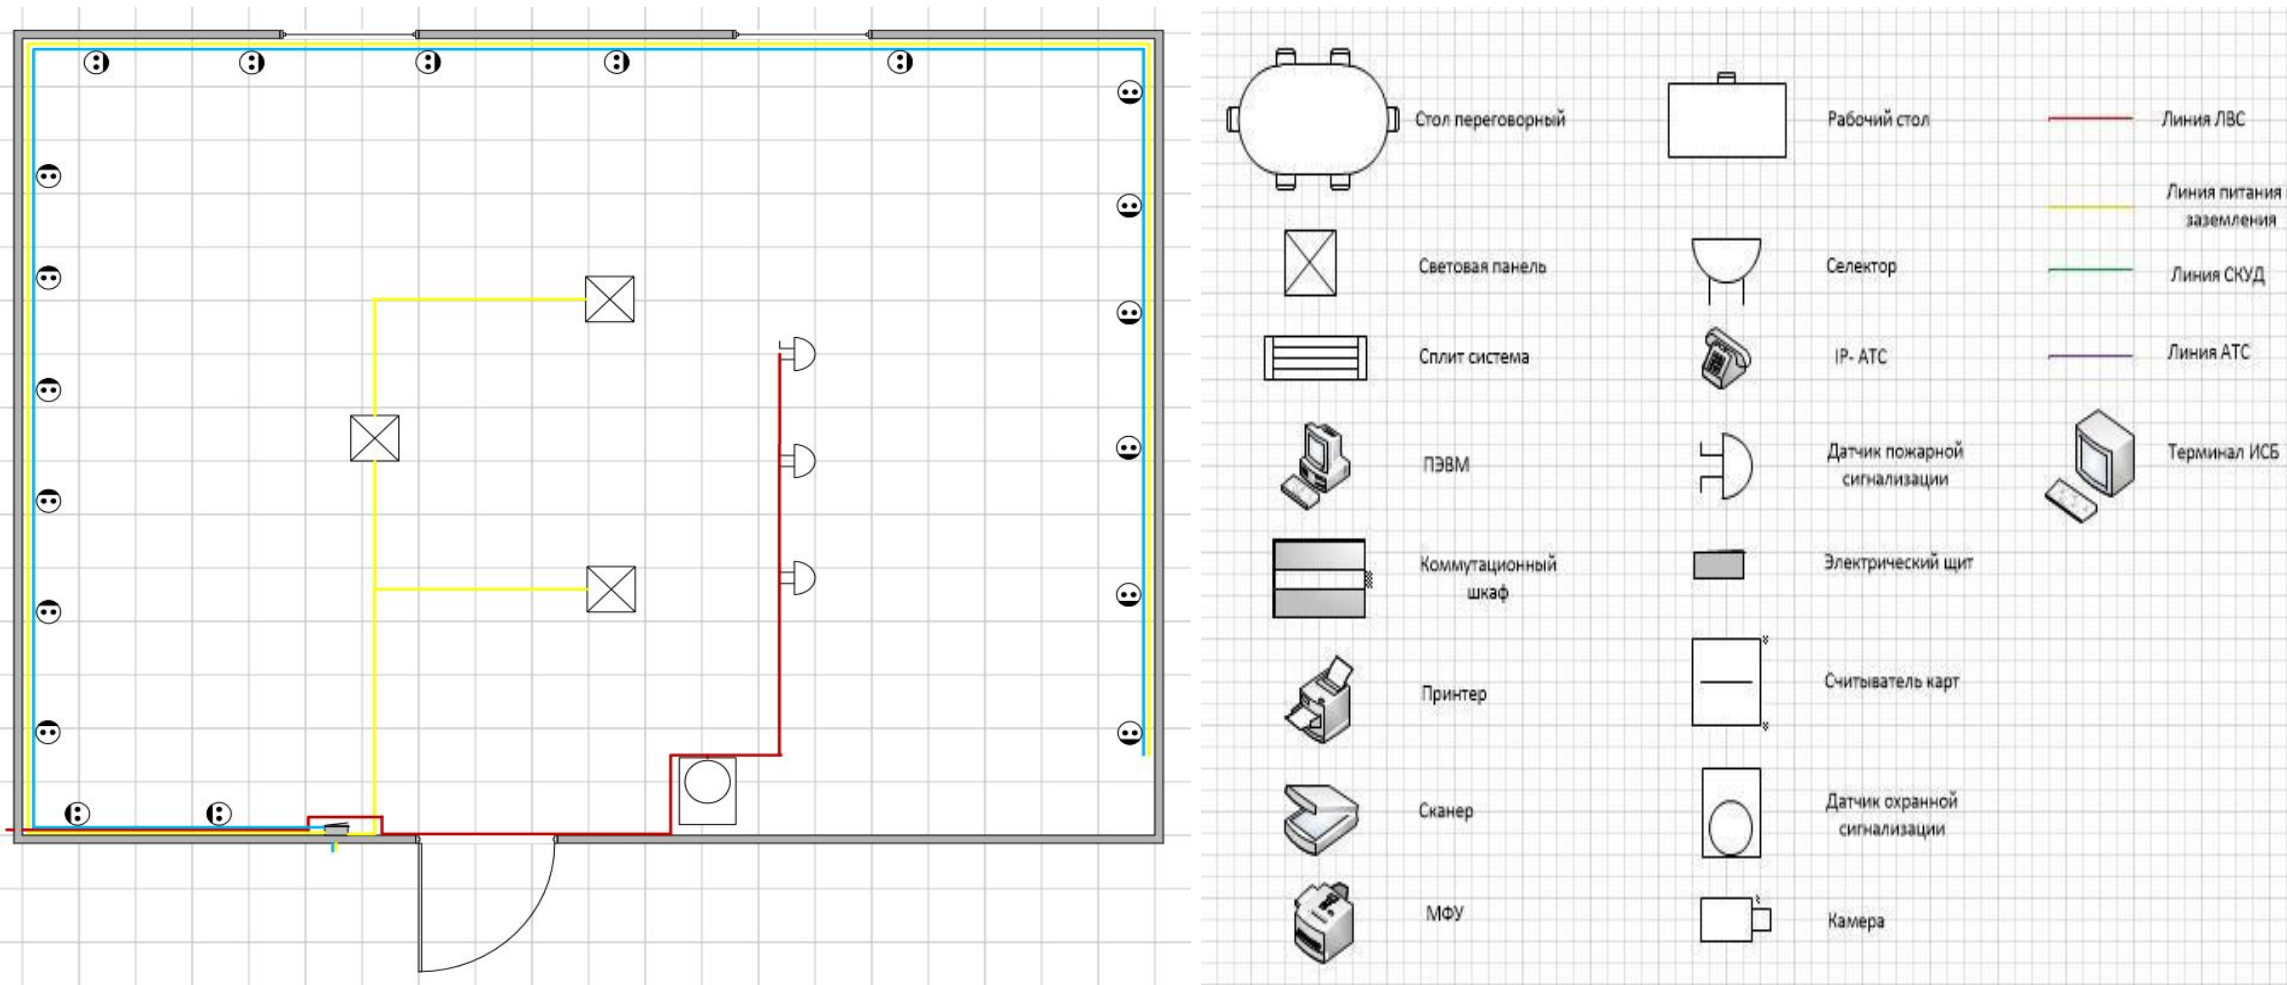 Стол переговорный
Рабочий стол
Линия ЛВС
Линия питания
заземления
Световая панель
Селектор
Линия СКУД
Сплит система
IP- АТС
Линия АТС
ПЭВМ
Датчик пожарной
сигнализации
Терминал ИСБ
Коммутационный
шкаф
Электрический щит
Принтер
Считыватель карт
Сканер
Датчик охранной
сигнализации
МФУ
Камера